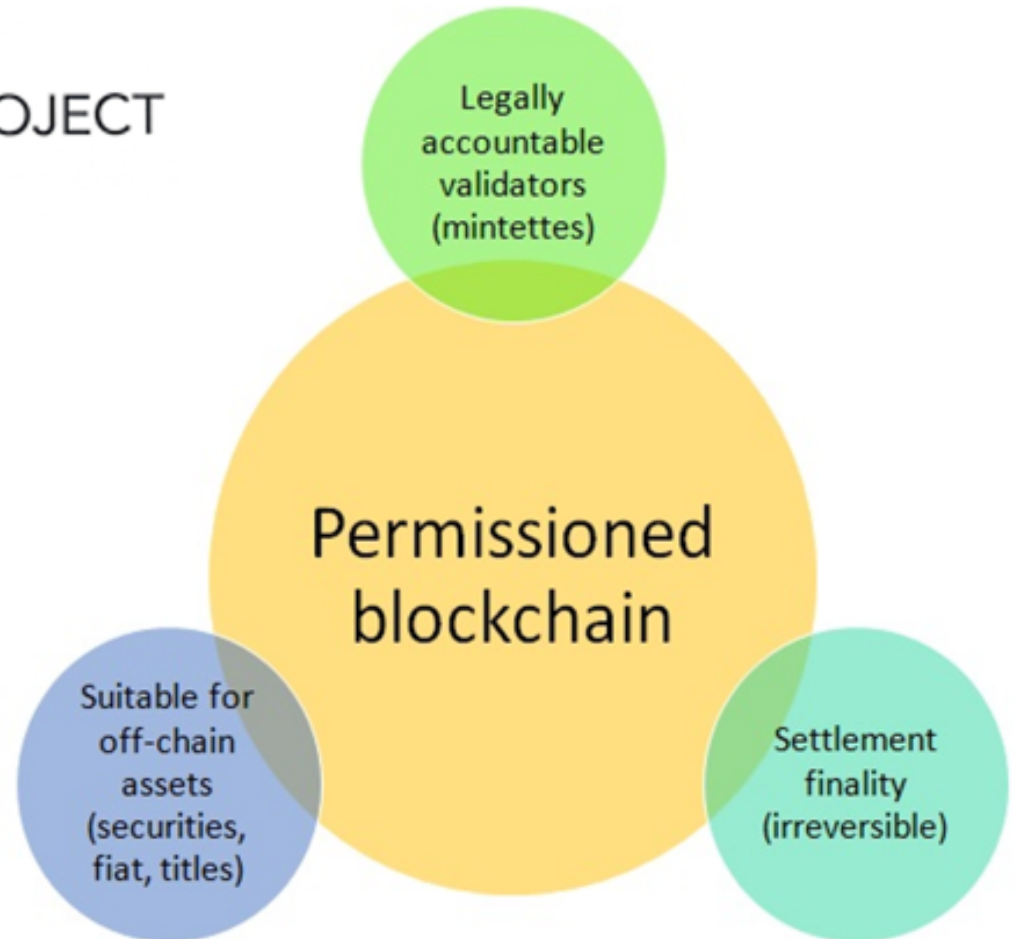 OJECT
Legally
accountable
validators
(mintettes)
Permissioned
blockchain
Suitable for
off-chain
assets
(securities,
fiat, titles)
Settlement
finality
(irreversible)